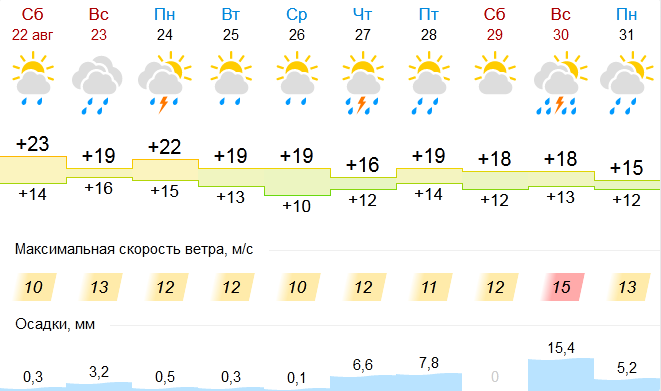 Сб Вс Пн Вт Ср Чт Пт Сб Вс Пн
22 авг 23 24 25 26 27 28 29 30 31
+23 +19 +22 +19 +19 +16 +19 +18 +18 +15
+14 +16 +15 +13 +10 +12 +14 +12 +13 +12
Максимальная скорость ветра, м/с
10 13 12 12 10 12 11 12 15 13
Осадки, мм
0,3 3,2 0,5 0,3 0,1 6,6 7,8 0 15,4 5,2